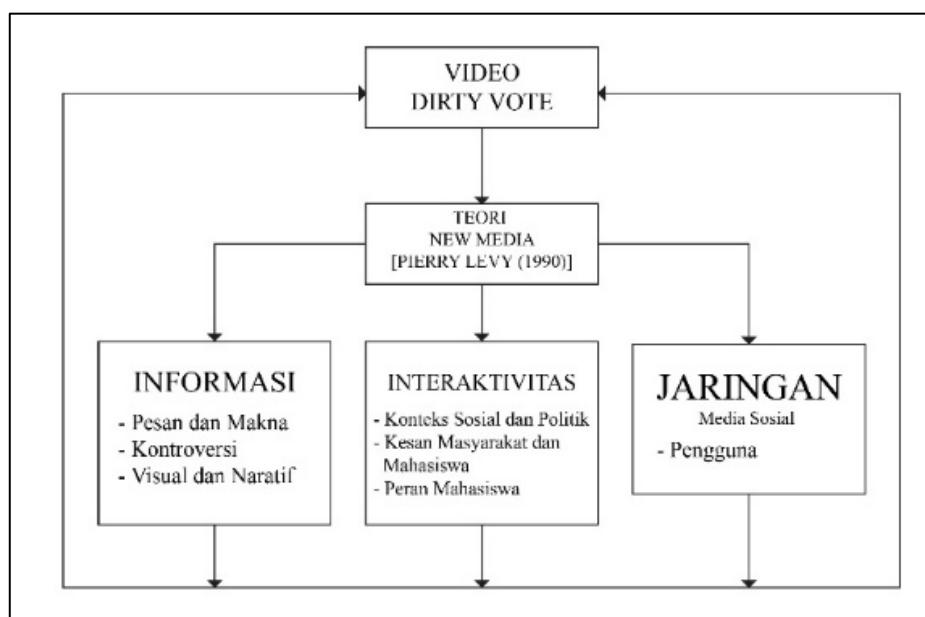 VIDEO
DIRTY VOTE
TEORI
NEW MEDIA
[PIERRY LEVY (1990)]
INFORMASI
- Pesan dan Makna
- Kontroversi
- Visual dan Naratif
INTERAKTIVITAS
- Konteks Sosial dan Politik
- Kesan Masyarakat dan
Mahasiswa
- Peran Mahasiswa
JARINGAN
Media Sosial
- Pengguna